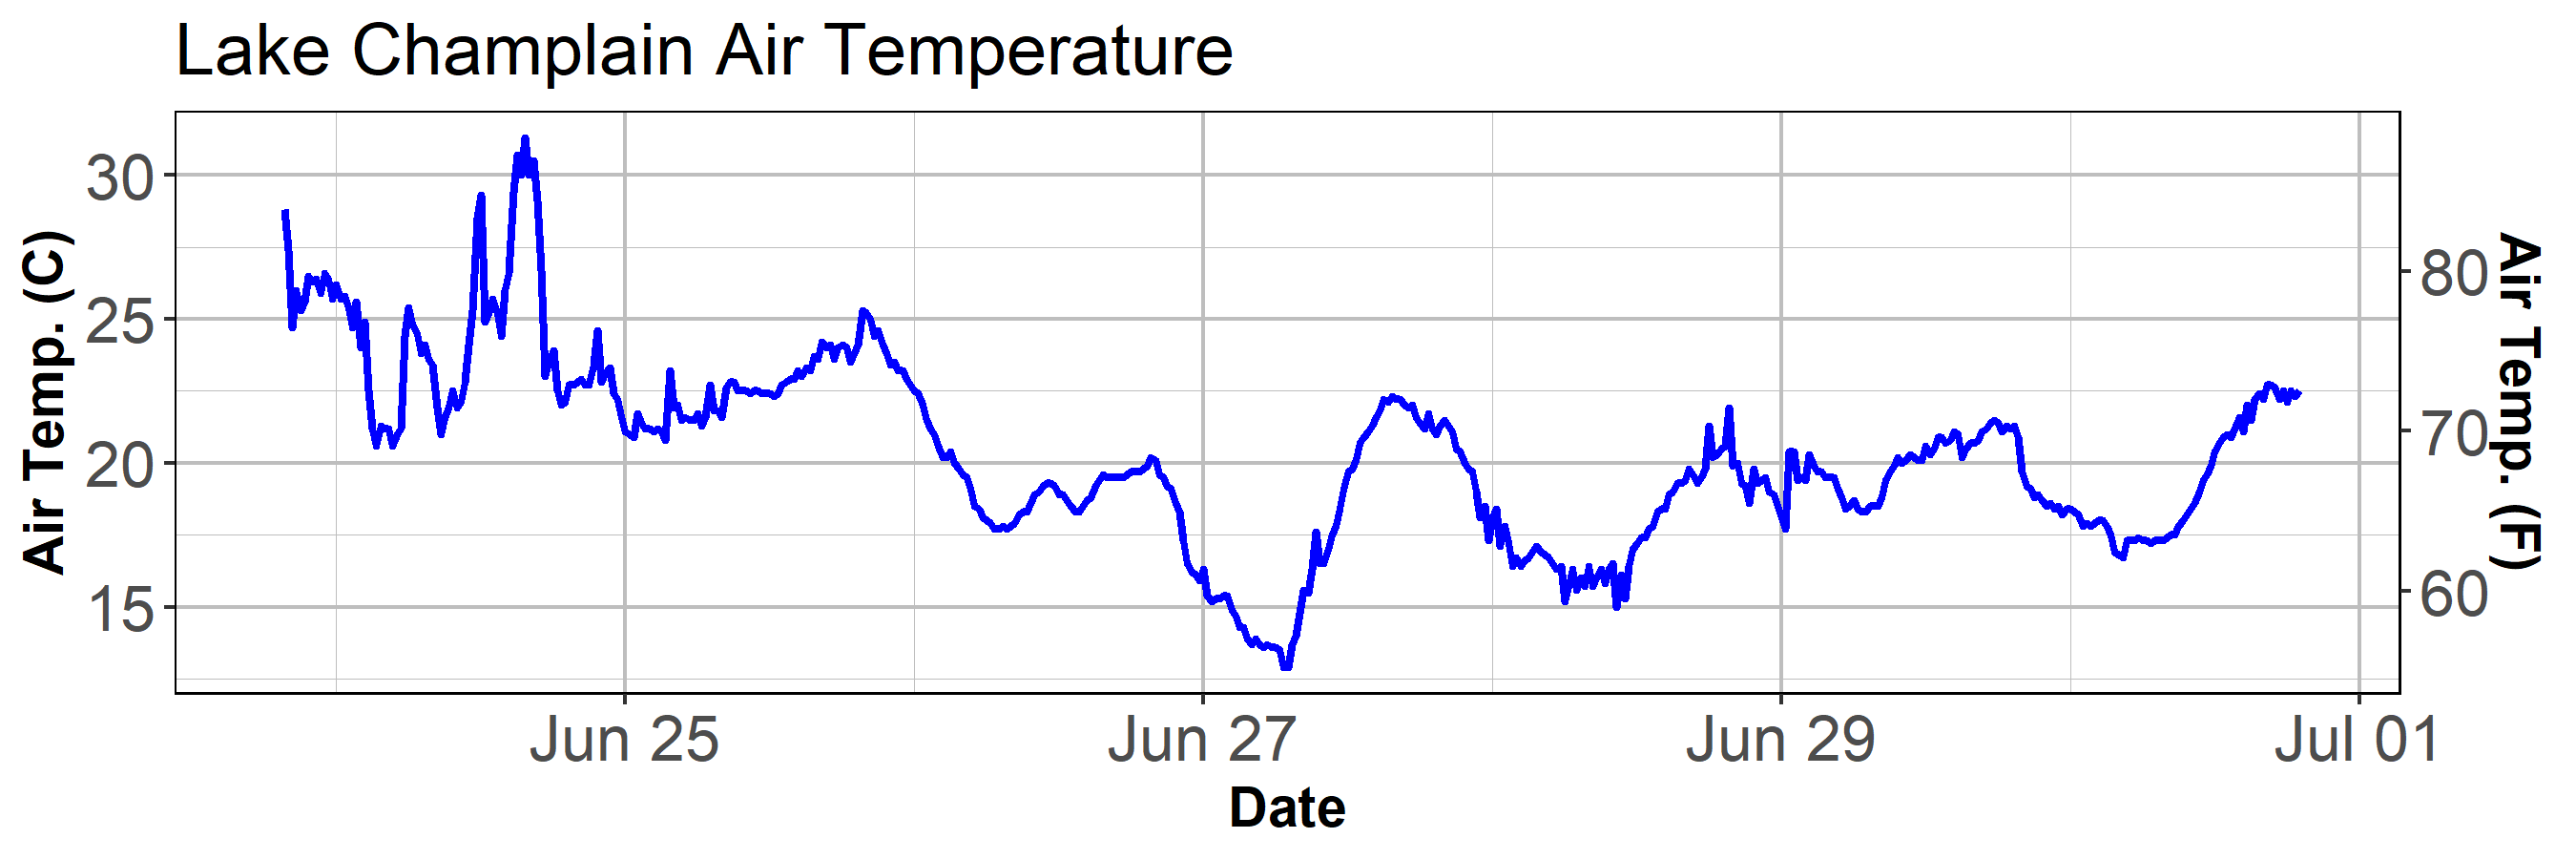 Lake Champlain Air Temperature
Air Temp. (C)
30
25
20
15
80
70
60
Air Temp. (F)
Jun 25
Jun 27
Jun 29
Jul 01
Date